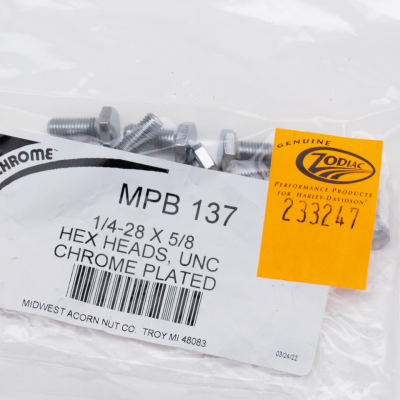 CHROME™
MPB 137
1/4-28 X 5/8
HEX HEADS, UNC
CHROME PLATED
MIDWEST ACORN NUT CO. TROY MI 48083
03/24/22
GENUINE
ZODIAC
PERFORMANCE PRODUCTS
FOR HARLEY-DAVIDSON®
233247